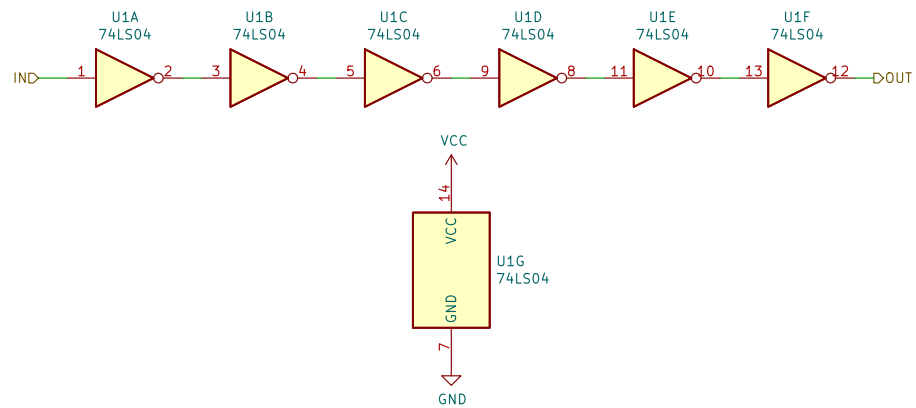 U1A U1B U1C U1D U1E U1F
74LS04 74LS04 74LS04 74LS04 74LS04 74LS04
IN 1 2 3 4 5 6 9 8 11 10 13 12 OUT
VCC
14
VCC
U1G
74LS04
GND
7
GND